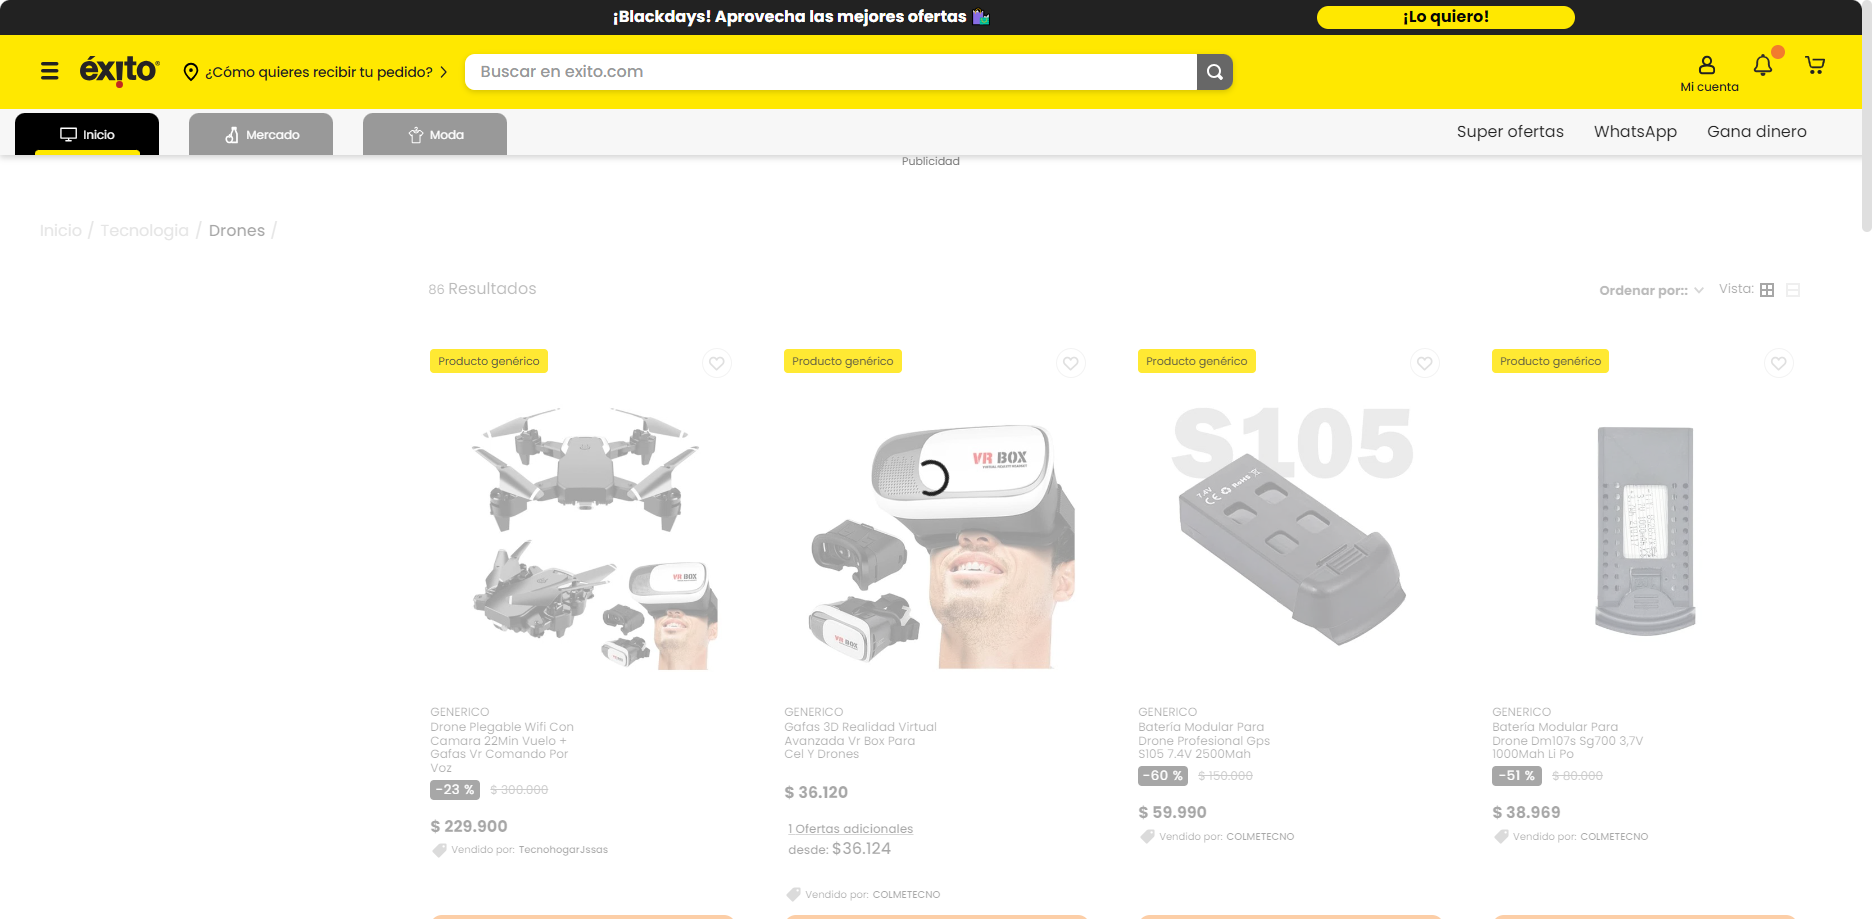 ¡Blackdays! Aprovecha las mejores ofertas
¡Lo quiero!
éxito
¿Cómo quieres recibir tu pedido?
Buscar en exito.com
Mi cuenta
Inicio
Mercado
Moda
Super ofertas
WhatsApp
Gana dinero
Publicidad
Inicio / Tecnologia / Drones /
86 Resultados
Ordenar por::
Vista:
Producto genérico
Producto genérico
Producto genérico
Producto genérico
VR BOX
VR BOX
VR BOX
S105
7.4V
RoHS
GENERICO
Drone Plegable Wifi Con
Camara 22Min Vuelo +
Gafas Vr Comando Por
Voz
-23 % $ 300.000
$ 229.900
Vendido por: TecnohogarJssas
GENERICO
Gafas 3D Realidad Virtual
Avanzada Vr Box Para
Cel Y Drones
$ 36.120
1 Ofertas adicionales
desde: $36.124
Vendido por: COLMETECNO
GENERICO
Batería Modular Para
Drone Profesional Gps
S105 7.4V 2500Mah
-60 % $ 150.000
$ 59.990
Vendido por: COLMETECNO
GENERICO
Batería Modular Para
Drone Dm107s Sg700 3,7V
1000Mah Li Po
-51 % $ 80.000
$ 38.969
Vendido por: COLMETECNO